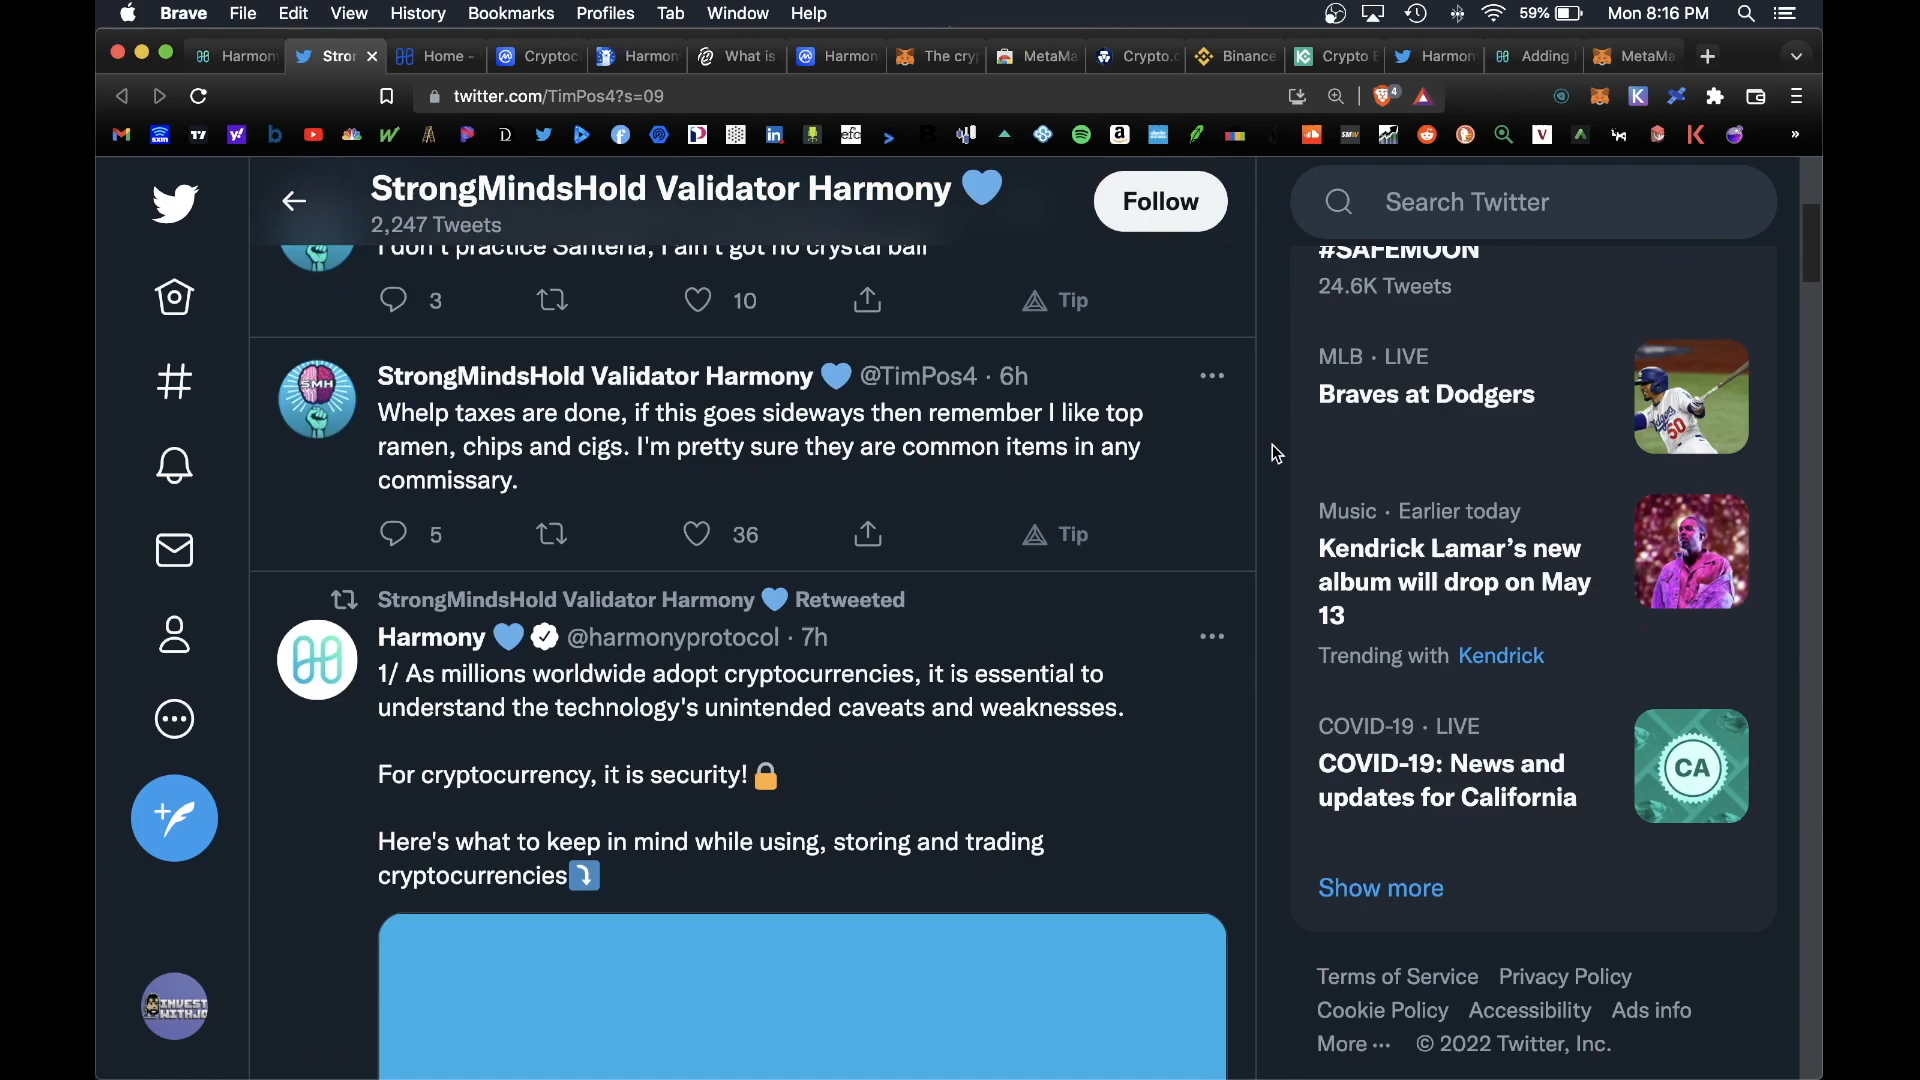 Brave File Edit View History Bookmarks Profiles Tab Window Help
59% Mon 8:16 PM
Harmon Stron Home - Cryptoc Harmon What is Harmon The cry MetaMa Crypto.c Binance Crypto E Harmon Adding MetaMa
twitter.com/TimPos4?s=09
StrongMindsHold Validator Harmony 💙
2,247 Tweets
Follow
Search Twitter
I don't practice Santeria, I ain't got no crystal ball
3 10 Tip
StrongMindsHold Validator Harmony 💙 @TimPos4 · 6h
Whelp taxes are done, if this goes sideways then remember I like top
ramen, chips and cigs. I'm pretty sure they are common items in any
commissary.
5 36 Tip
StrongMindsHold Validator Harmony 💙 Retweeted
Harmony 💙 @harmonyprotocol · 7h
1/ As millions worldwide adopt cryptocurrencies, it is essential to
understand the technology's unintended caveats and weaknesses.
For cryptocurrency, it is security! 🔒
Here's what to keep in mind while using, storing and trading
cryptocurrencies ⤵️
#SAFEMOON
24.6K Tweets
MLB · LIVE
Braves at Dodgers
Music · Earlier today
Kendrick Lamar’s new
album will drop on May
13
Trending with Kendrick
COVID-19 · LIVE
COVID-19: News and
updates for California
CA
Show more
Terms of Service Privacy Policy
Cookie Policy Accessibility Ads info
More ··· © 2022 Twitter, Inc.
SMH